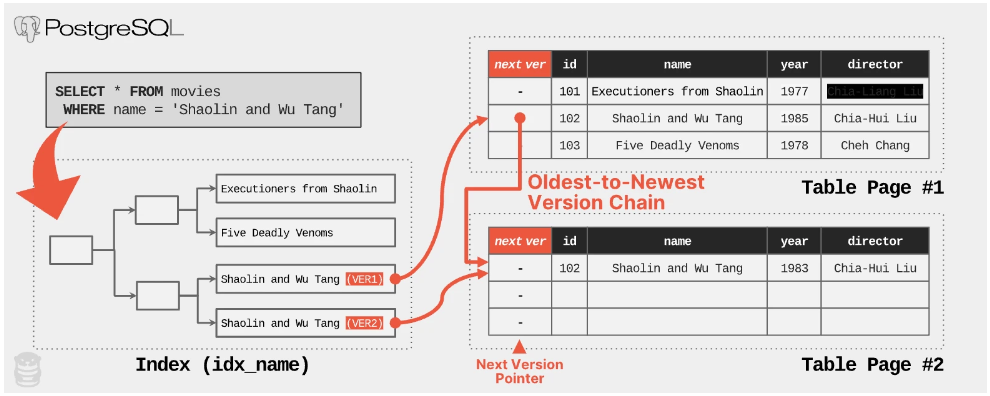 PostgreSQL
SELECT * FROM movies
WHERE name = 'Shaolin and Wu Tang'
Executioners from Shaolin
Five Deadly Venoms
Shaolin and Wu Tang (VER1)
Shaolin and Wu Tang (VER2)
Index (idx_name)
next ver id name year director
- 101 Executioners from Shaolin 1977 Chia-Liang Liu
102 Shaolin and Wu Tang 1985 Chia-Hui Liu
103 Five Deadly Venoms 1978 Cheh Chang
Table Page #1
Oldest-to-Newest
Version Chain
next ver id name year director
- 102 Shaolin and Wu Tang 1983 Chia-Hui Liu
-
-
Next Version
Pointer
Table Page #2